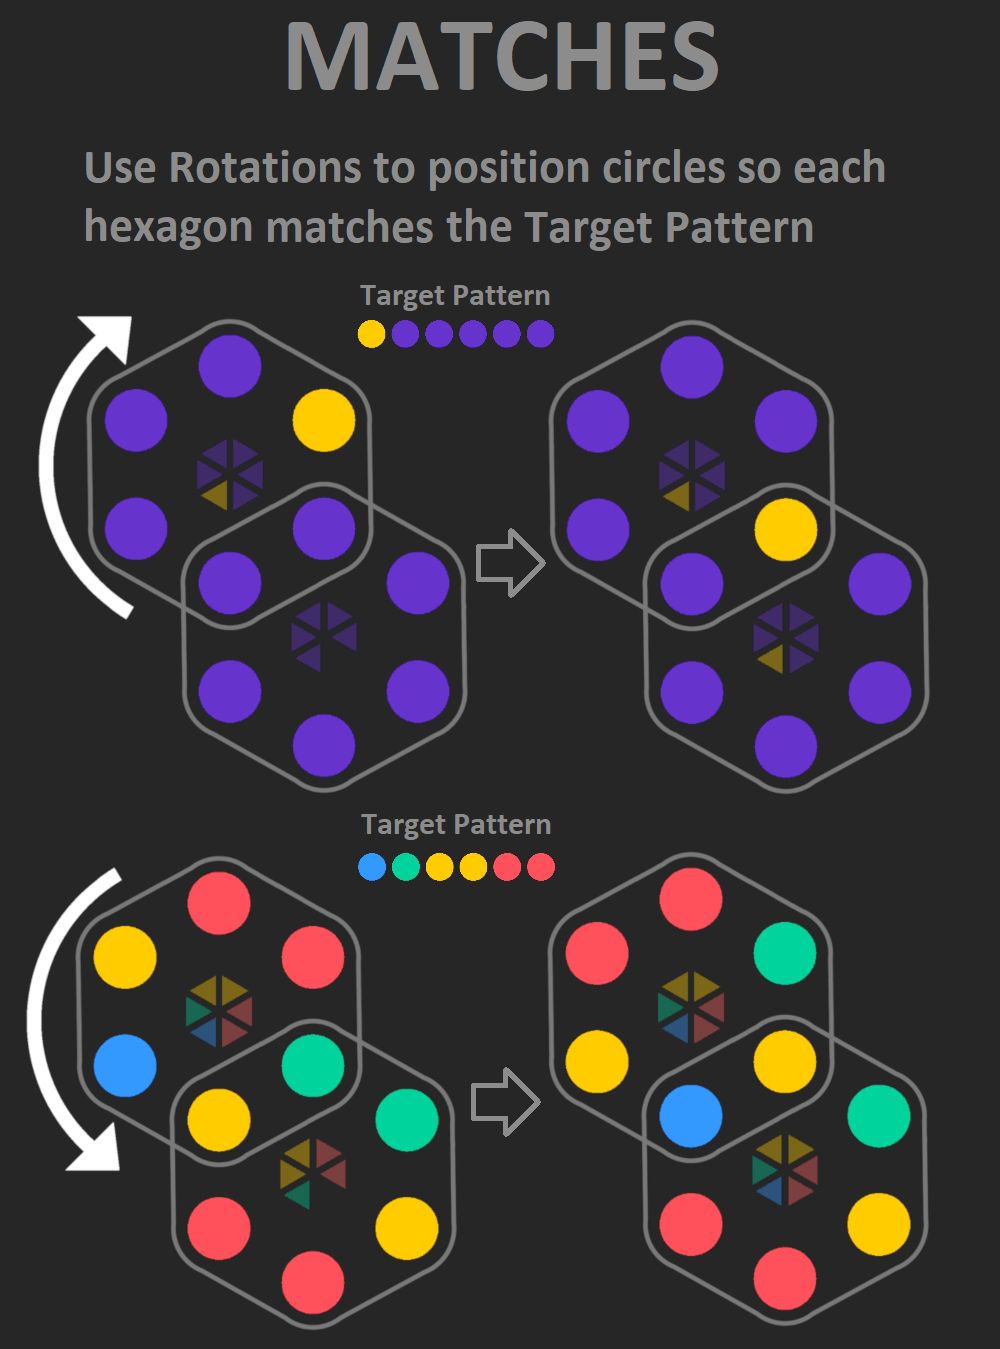 MATCHES
Use Rotations to position circles so each
hexagon matches the Target Pattern
Target Pattern
Target Pattern